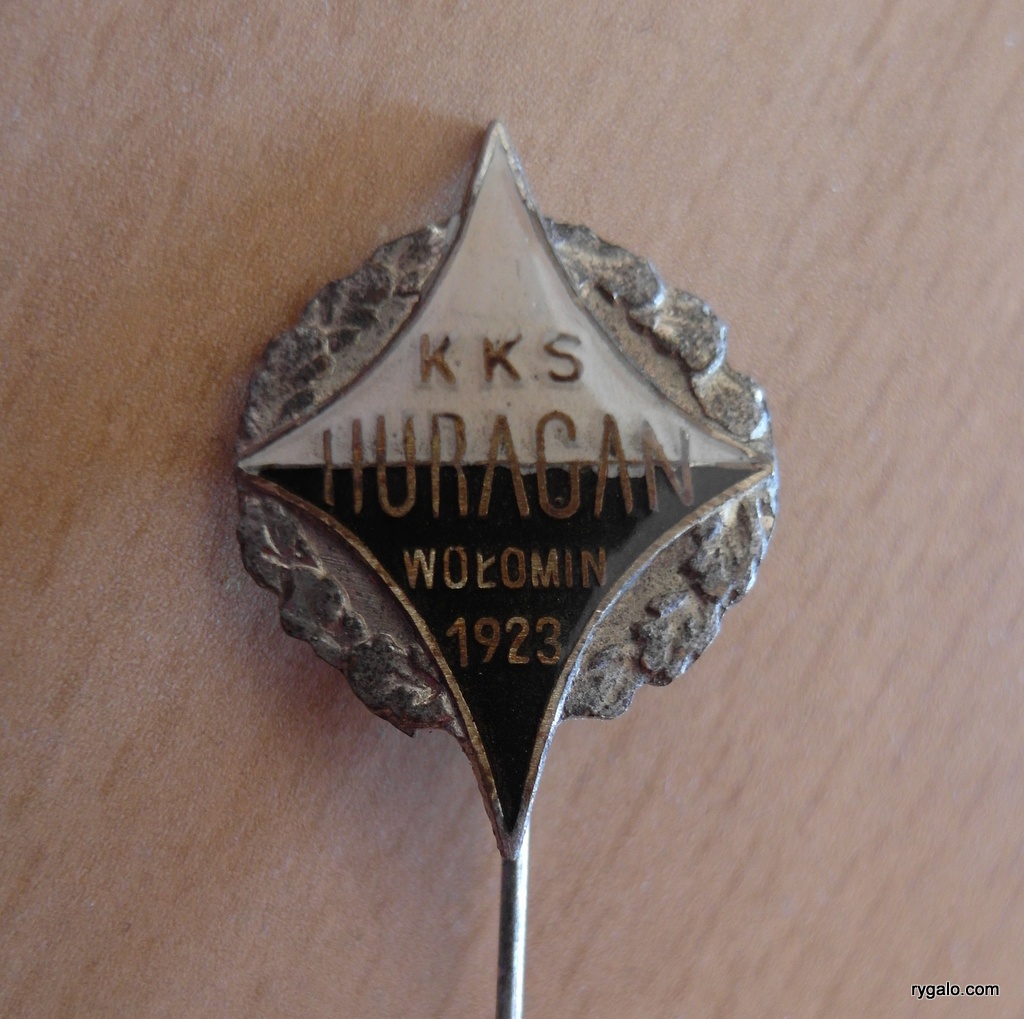 KKS
HURAGAN
WOŁOMIN
1923
rygalo.com